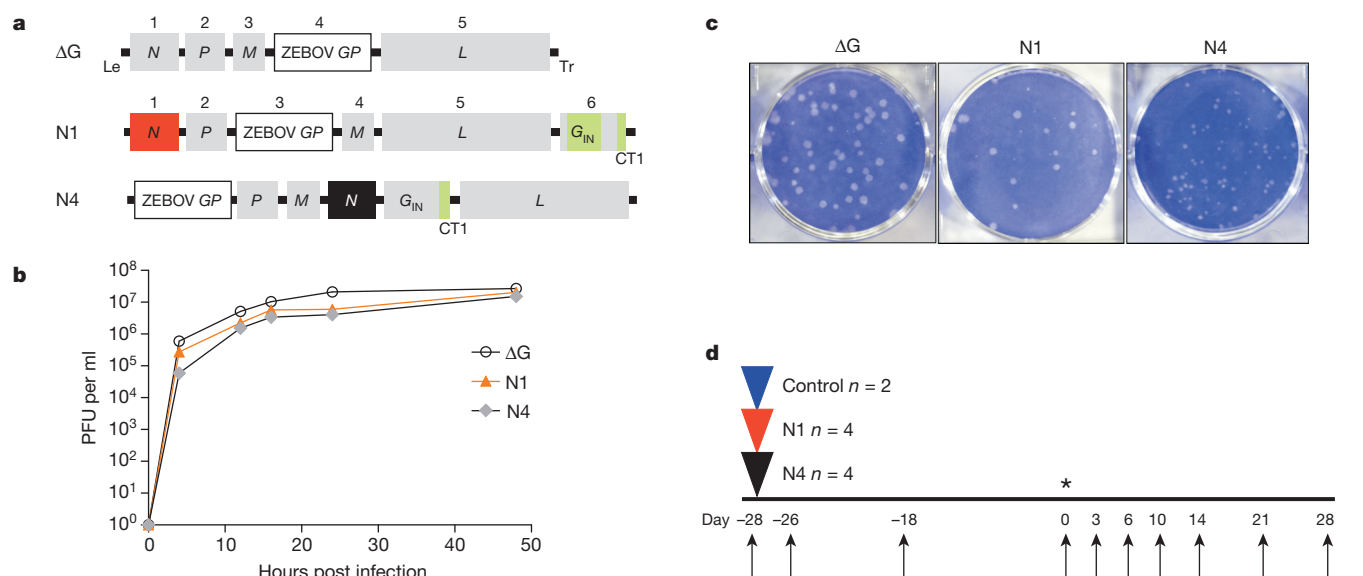 a
1 2 3 4 5
ΔG N P M ZEBOV GP L
Le Tr
1 2 3 4 5 6
N1 N P ZEBOV GP M L GIN
CT1
N4 ZEBOV GP P M N GIN L
CT1
b
10⁸
10⁷
10⁶
10⁵
10⁴
10³
10²
10¹
10⁰
PFU per ml
0 10 20 30 40 50
Hours post infection
ΔG
N1
N4
c
ΔG N1 N4
d
Control n = 2
N1 n = 4
N4 n = 4
*
Day –28 –26 –18 0 3 6 10 14 21 28